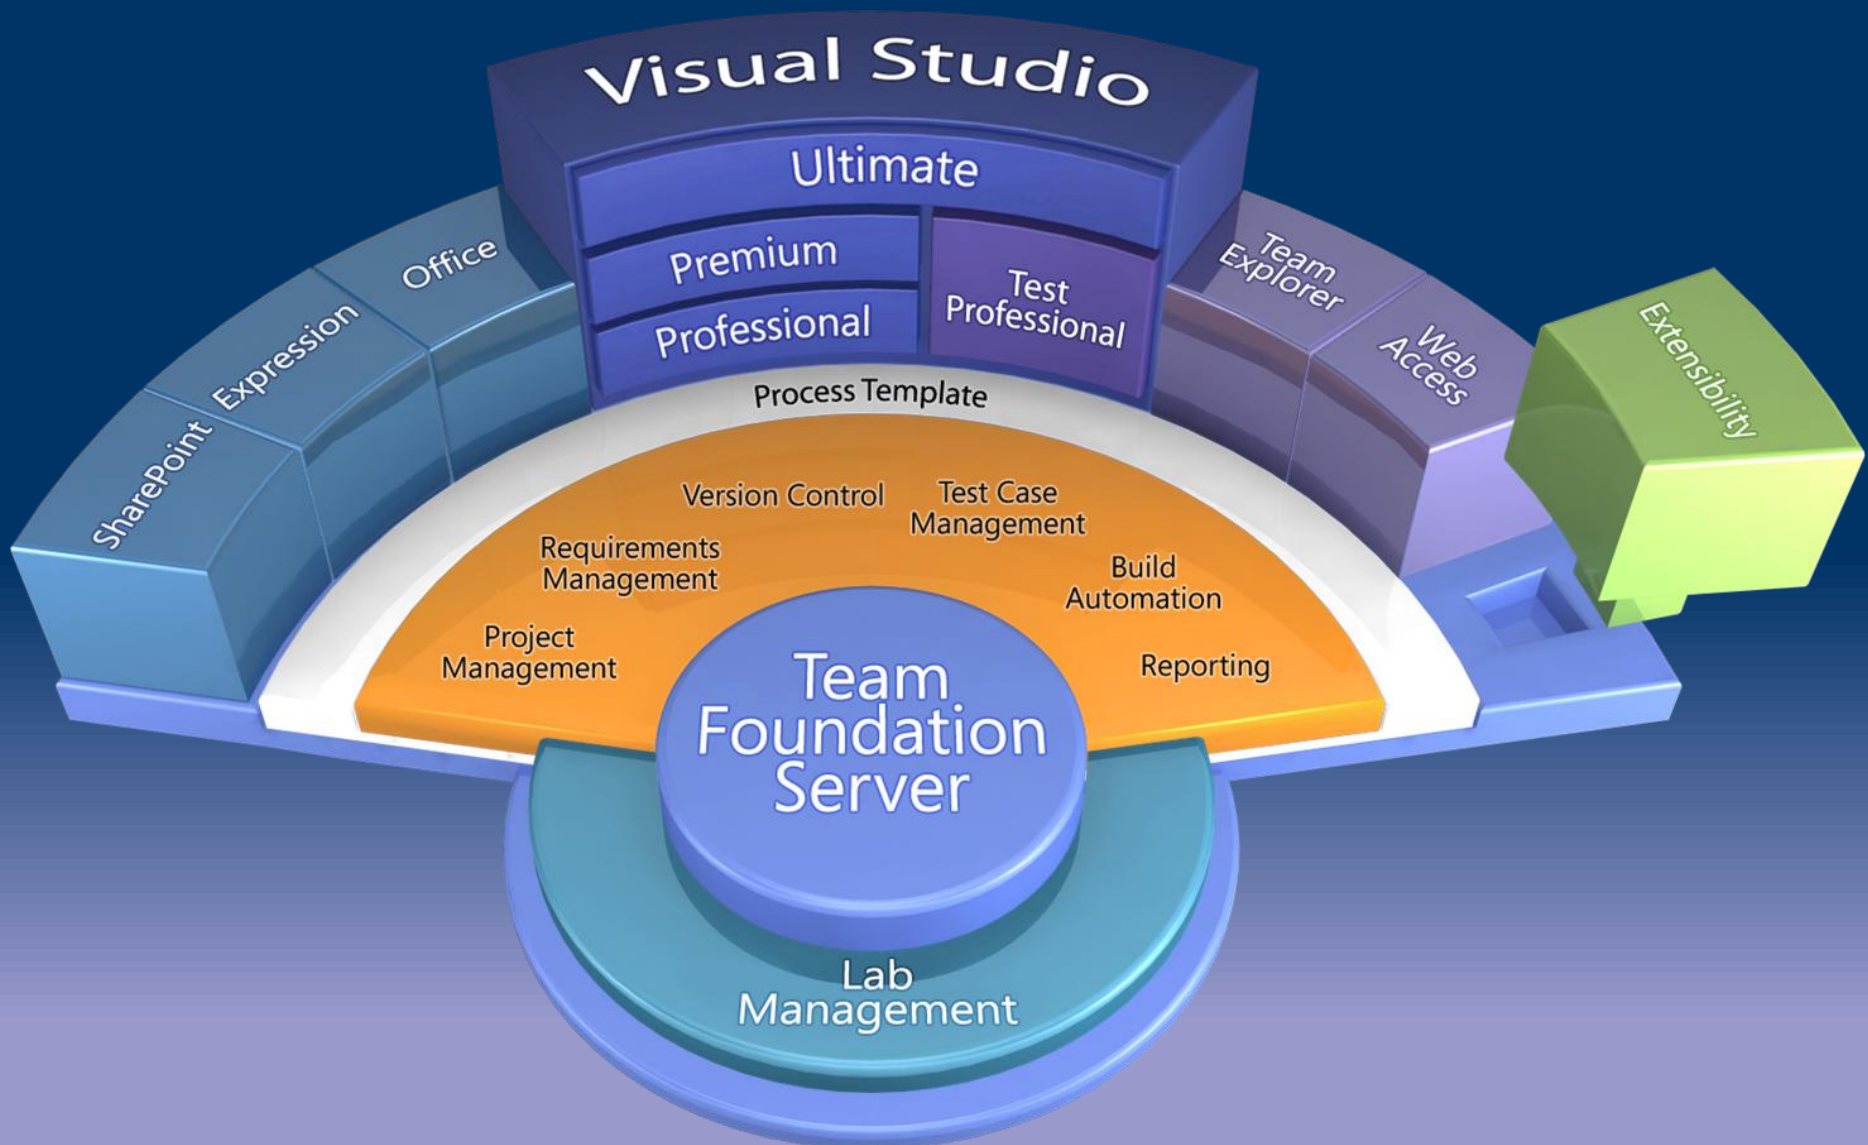 Visual Studio
Ultimate
Premium
Professional
Test
Professional
Office
Expression
SharePoint
Team
Explorer
Web
Access
Extensibility
Process Template
Version Control
Test Case
Management
Requirements
Management
Build
Automation
Project
Management
Reporting
Team
Foundation
Server
Lab
Management